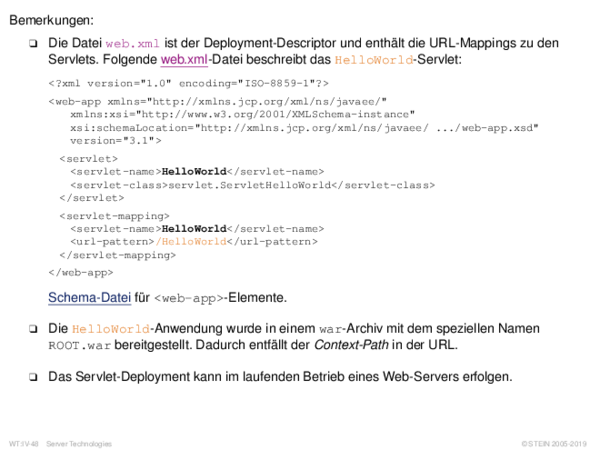 Bemerkungen:
❑ Die Datei web.xml ist der Deployment-Descriptor und enthält die URL-Mappings zu den
Servlets. Folgende web.xml-Datei beschreibt das HelloWorld-Servlet:
<?xml version="1.0" encoding="ISO-8859-1"?>
<web-app xmlns="http://xmlns.jcp.org/xml/ns/javaee/"
xmlns:xsi="http://www.w3.org/2001/XMLSchema-instance"
xsi:schemaLocation="http://xmlns.jcp.org/xml/ns/javaee/ .../web-app.xsd"
version="3.1">
<servlet>
<servlet-name>HelloWorld</servlet-name>
<servlet-class>servlet.ServletHelloWorld</servlet-class>
</servlet>
<servlet-mapping>
<servlet-name>HelloWorld</servlet-name>
<url-pattern>/HelloWorld</url-pattern>
</servlet-mapping>
</web-app>
Schema-Datei für <web-app>-Elemente.
❑ Die HelloWorld-Anwendung wurde in einem war-Archiv mit dem speziellen Namen
ROOT.war bereitgestellt. Dadurch entfällt der Context-Path in der URL.
❑ Das Servlet-Deployment kann im laufenden Betrieb eines Web-Servers erfolgen.
WT:IV-48 Server Technologies © STEIN 2005-2019